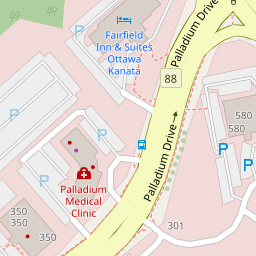 Fairfield
Inn & Suites
Ottawa
Kanata
Palladium Drive
88
P
P
580
580
Palladium Drive
P
Palladium
Medical
Clinic
P
P
P
350
350
350
301